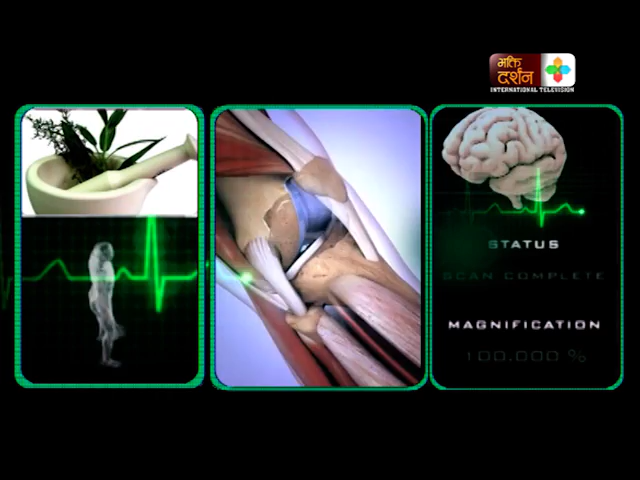 भक्ति
दर्शन
INTERNATIONAL TELEVISION
STATUS
SCAN COMPLETE
MAGNIFICATION
100.000 %